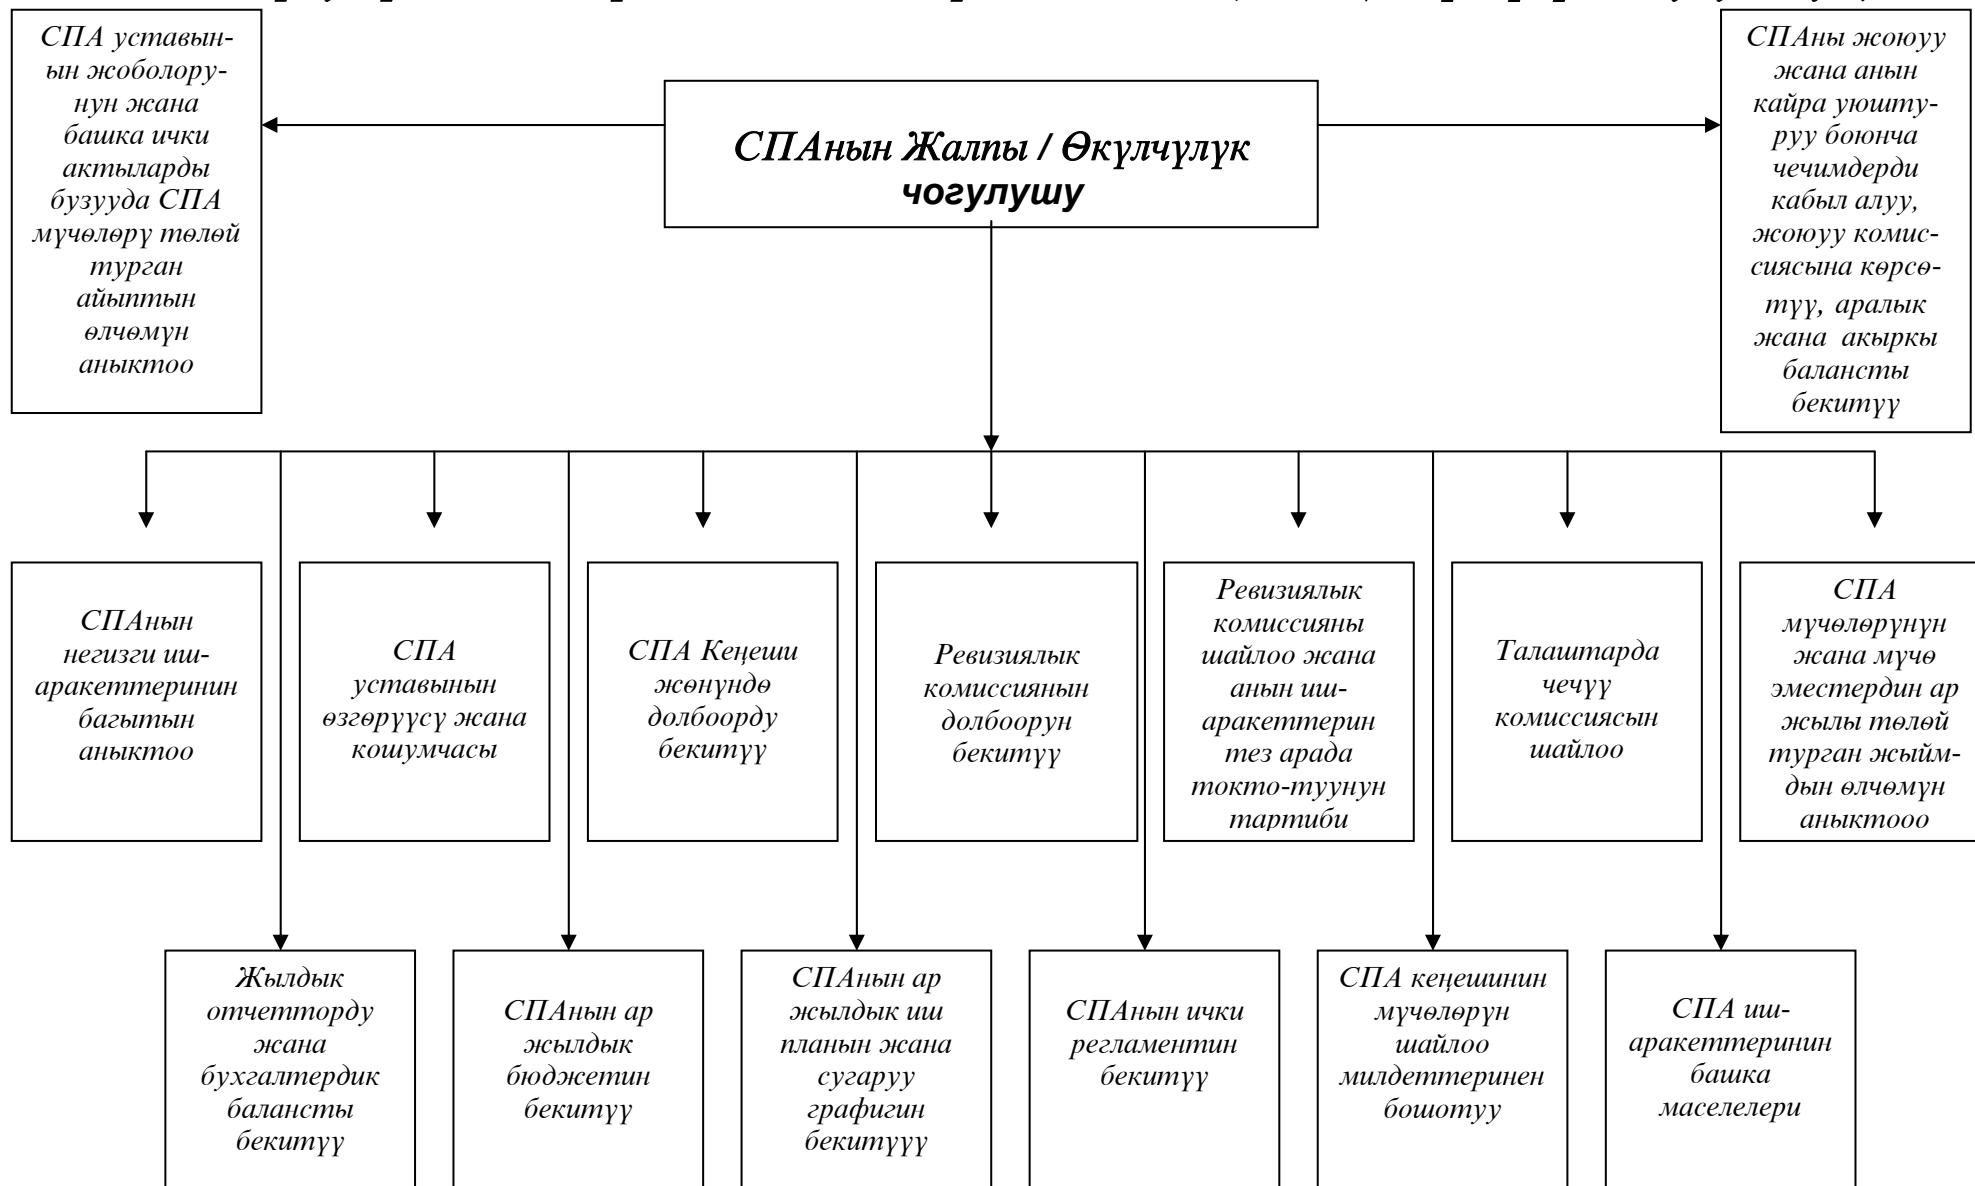 СПА уставын-
ын жоболору-
нун жана
башка ички
актыларды
бузууда СПА
мүчөлөрү төлөй
турган
айыптын
өлчөмүн
аныктоо
СПАнын Жалпы / Өкүлчүлүк
чогулушу
СПАны жоюуу
жана анын
кайра уюшту-
руу боюнча
чечимдерди
кабыл алуу,
жоюуу комис-
сиясына көрсө-
түү, аралык
жана акыркы
балансты
бекитүү
СПАнын
негизги иш-
аракеттеринин
багытын
аныктоо
СПА
уставынын
өзгөрүүсү жана
кошумчасы
СПА Кеңеши
жөнүндө
долбоорду
бекитүү
Ревизиялык
комиссиянын
долбоорун
бекитүү
Ревизиялык
комиссияны
шайлоо жана
анын иш-
аракеттерин
тез арада
токто-туунун
тартиби
Талаштарда
чечүү
комиссиясын
шайлоо
СПА
мүчөлөрүнүн
жана мүчө
эместердин ар
жылы төлөй
турган жыйм-
дын өлчөмүн
аныктооо
Жылдык
отчетторду
жана
бухгалтердик
балансты
бекитүү
СПАнын ар
жылдык
бюджетин
бекитүү
СПАнын ар
жылдык иш
планын жана
сугаруу
графигин
бекитүүү
СПАнын ички
регламентин
бекитүү
СПА кеңешинин
мүчөлөрүн
шайлоо
милдеттеринен
бошотуу
СПА иш-
аракеттеринин
башка
маселелери